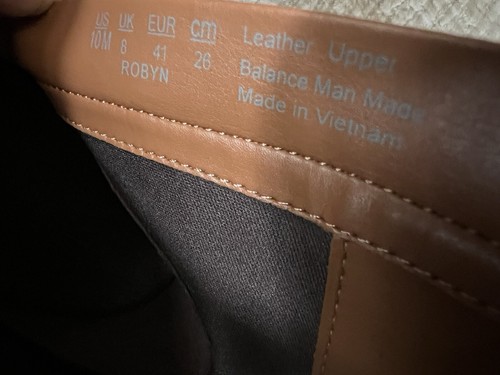 US UK EUR cm
10M 8 41 26
ROBYN
Leather Upper
Balance Man Made
Made in Vietnam